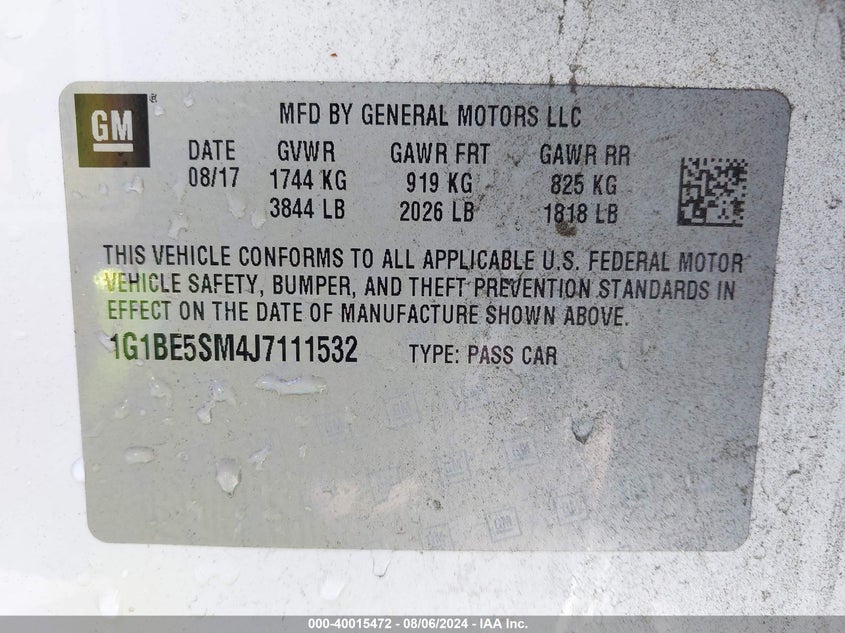 GM
MFD BY GENERAL MOTORS LLC
DATE GVWR GAWR FRT GAWR RR
08/17 1744 KG 919 KG 825 KG
3844 LB 2026 LB 1818 LB
THIS VEHICLE CONFORMS TO ALL APPLICABLE U.S. FEDERAL MOTOR
VEHICLE SAFETY, BUMPER, AND THEFT PREVENTION STANDARDS IN
EFFECT ON THE DATE OF MANUFACTURE SHOWN ABOVE.
1G1BE5SM4J7111532 TYPE: PASS CAR
000-40015472 - 08/06/2024 - IAA Inc.